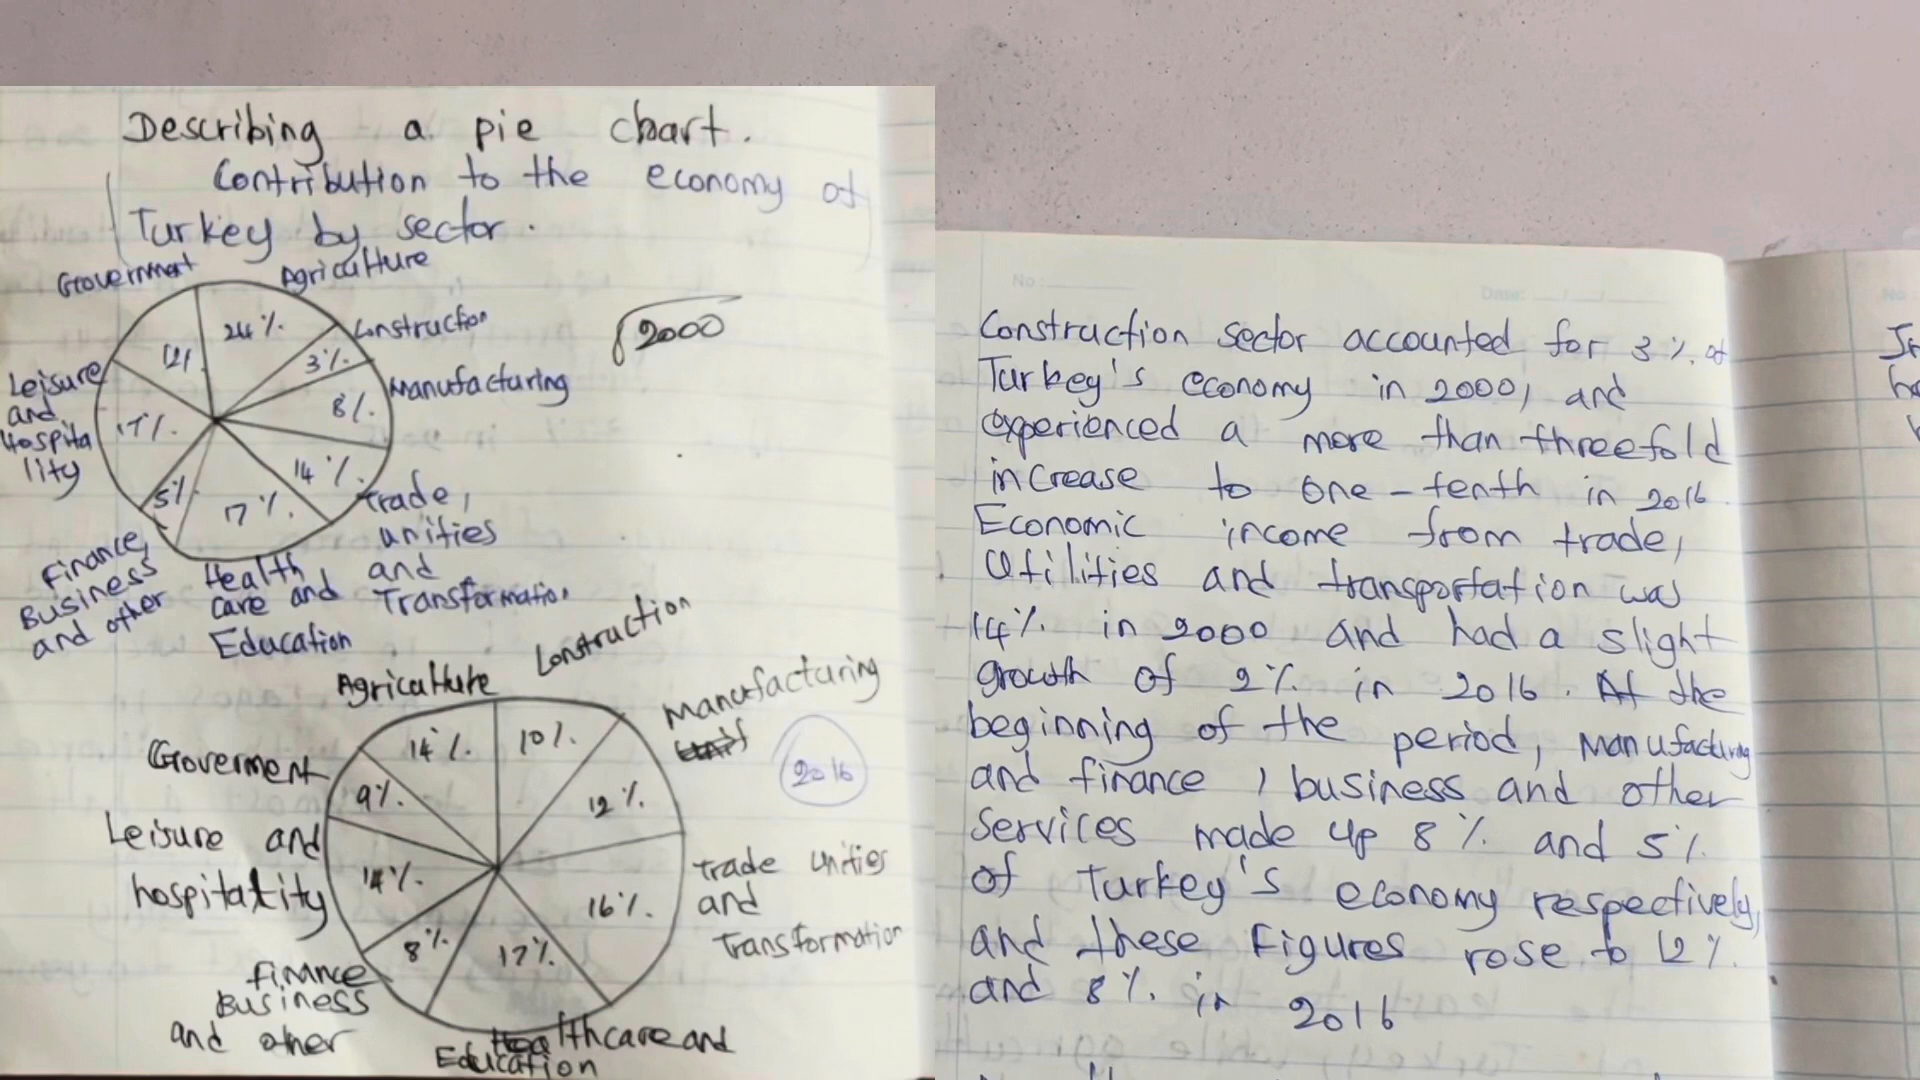 Describing a pie chart.
Contribution to the economy of
Turkey by sector.
Government
Agriculture
24%
Construction
2000
3%
Manufacturing
8%
Leisure
and
Hospita
lity
14%
5%
17%
Trade,
unities
and
Transformation
Finance,
Business
and other
Health
care and
Education
Construction
Agriculture
Manufacturing
14%
10%
2016
Goverment
9%
12%
Leisure and
hospitality
14%
Trade unities
and
Transformation
16%
8%
17%
finance
Business
and other
Healthcare and
Education
No:
Date:
Construction sector accounted for 3% of
Turkey's economy in 2000, and
experienced a more than threefold
increase to one-tenth in 2016
Economic income from trade,
Utilities and transportation was
14% in 2000 and had a slight
growth of 2% in 2016. At the
beginning of the period, manufacturing
and finance, business and other
services made up 8% and 5%
of Turkey's economy respectively,
and these Figures rose to 12%
and 8% in 2016